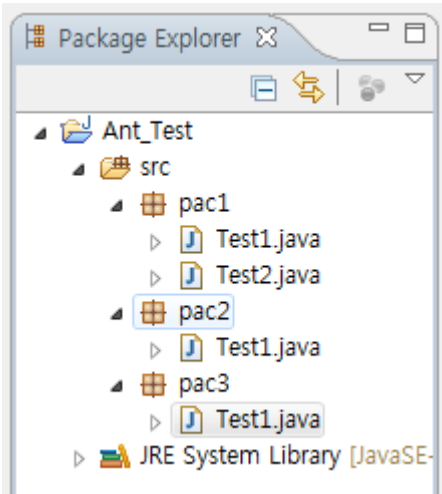 Package Explorer
Ant_Test
src
pac1
Test1.java
Test2.java
pac2
Test1.java
pac3
Test1.java
JRE System Library [JavaSE-